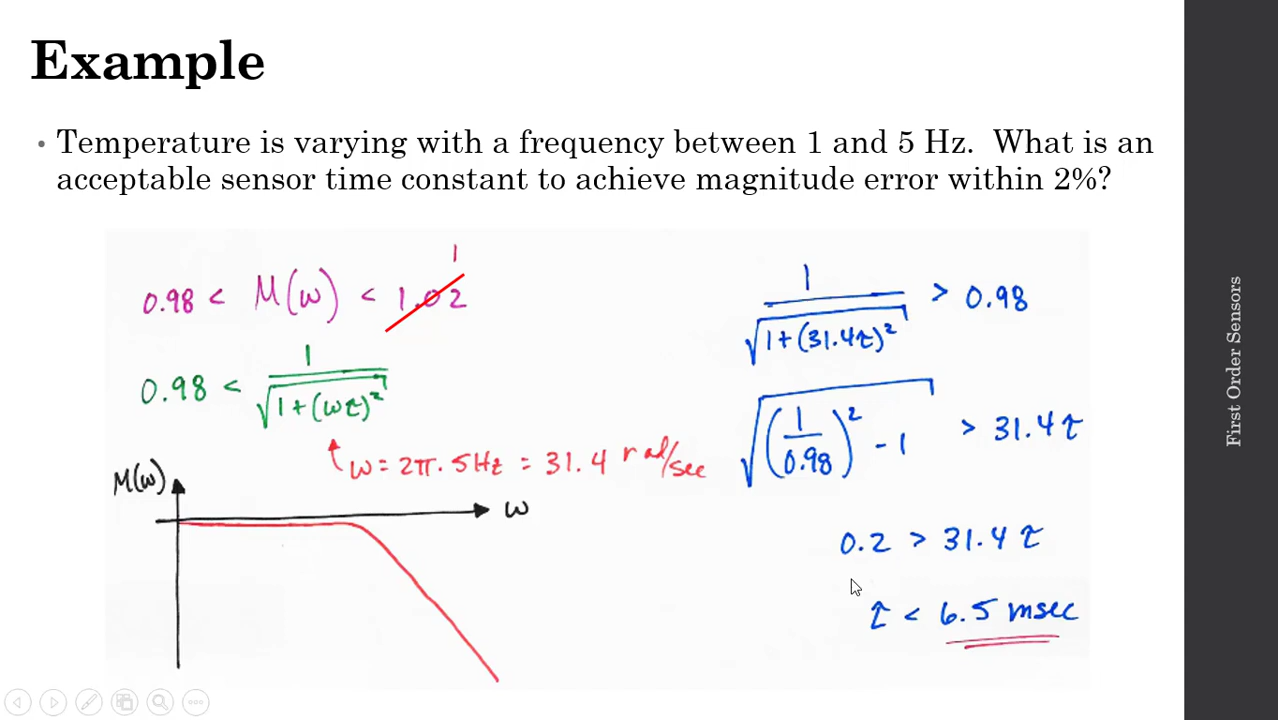 Example
• Temperature is varying with a frequency between 1 and 5 Hz. What is an
acceptable sensor time constant to achieve magnitude error within 2%?
1
0.98 < M(ω) < 1.02
0.98 < 1/√(1+(ωτ)²)
ω = 2π·5Hz = 31.4 rad/sec
M(ω)
ω
1/√(1+(31.4τ)²) > 0.98
√((1/0.98)² - 1) > 31.4τ
0.2 > 31.4τ
τ < 6.5 msec
First Order Sensors